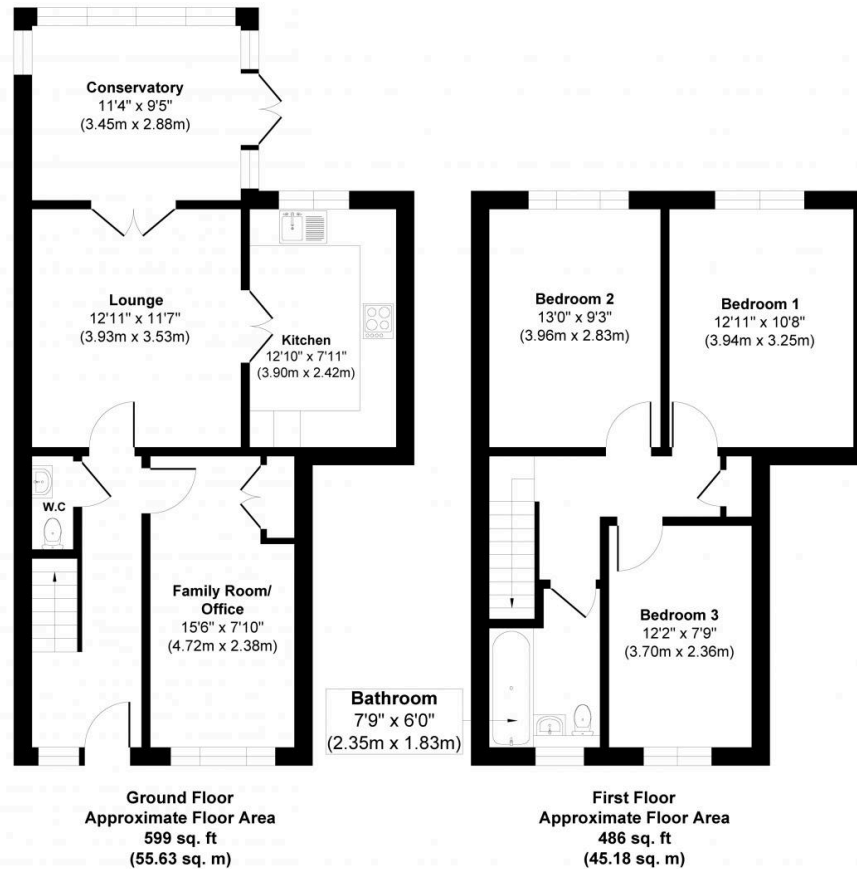 Conservatory
11'4" x 9'5"
(3.45m x 2.88m)
Lounge
12'11" x 11'7"
(3.93m x 3.53m)
Kitchen
12'10" x 7'11"
(3.90m x 2.42m)
W.C
Family Room/
Office
15'6" x 7'10"
(4.72m x 2.38m)
Ground Floor
Approximate Floor Area
599 sq. ft
(55.63 sq. m)
Bedroom 2
13'0" x 9'3"
(3.96m x 2.83m)
Bedroom 1
12'11" x 10'8"
(3.94m x 3.25m)
Bedroom 3
12'2" x 7'9"
(3.70m x 2.36m)
Bathroom
7'9" x 6'0"
(2.35m x 1.83m)
First Floor
Approximate Floor Area
486 sq. ft
(45.18 sq. m)